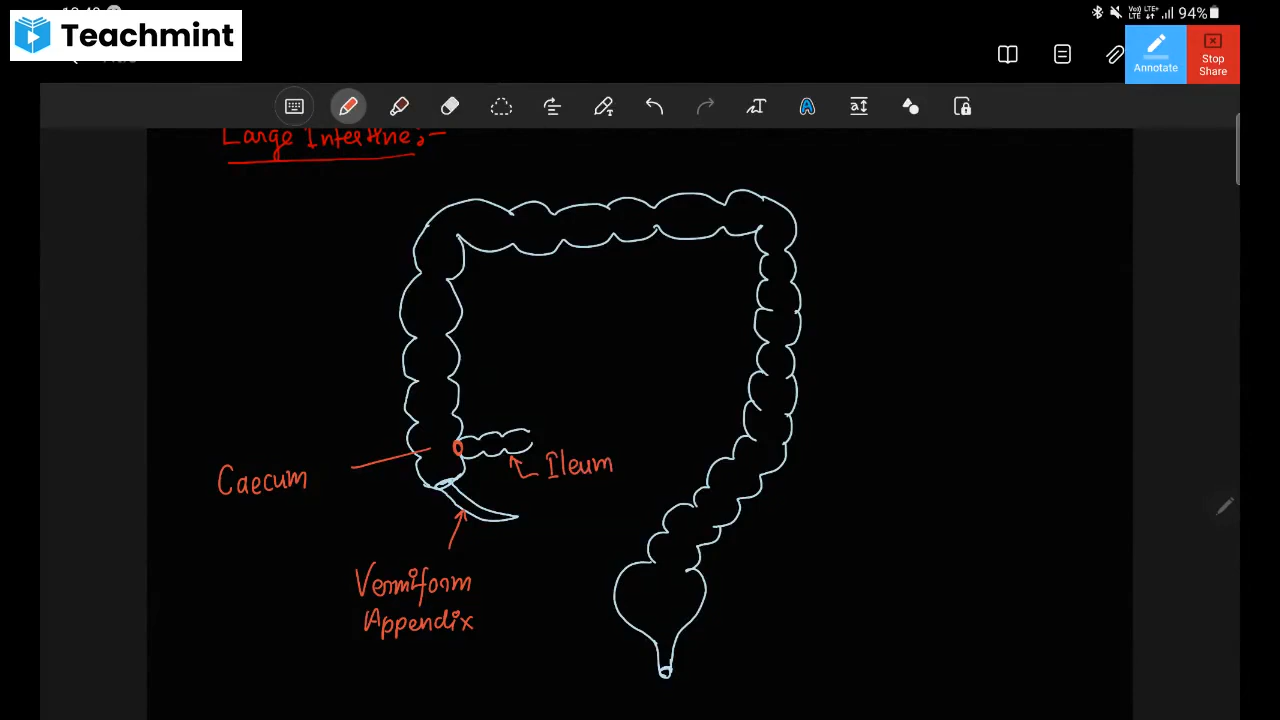 Teachmint
94%
Annotate
Stop
Share
Large Intestine:-
Caecum
Ileum
Vermiform
Appendix